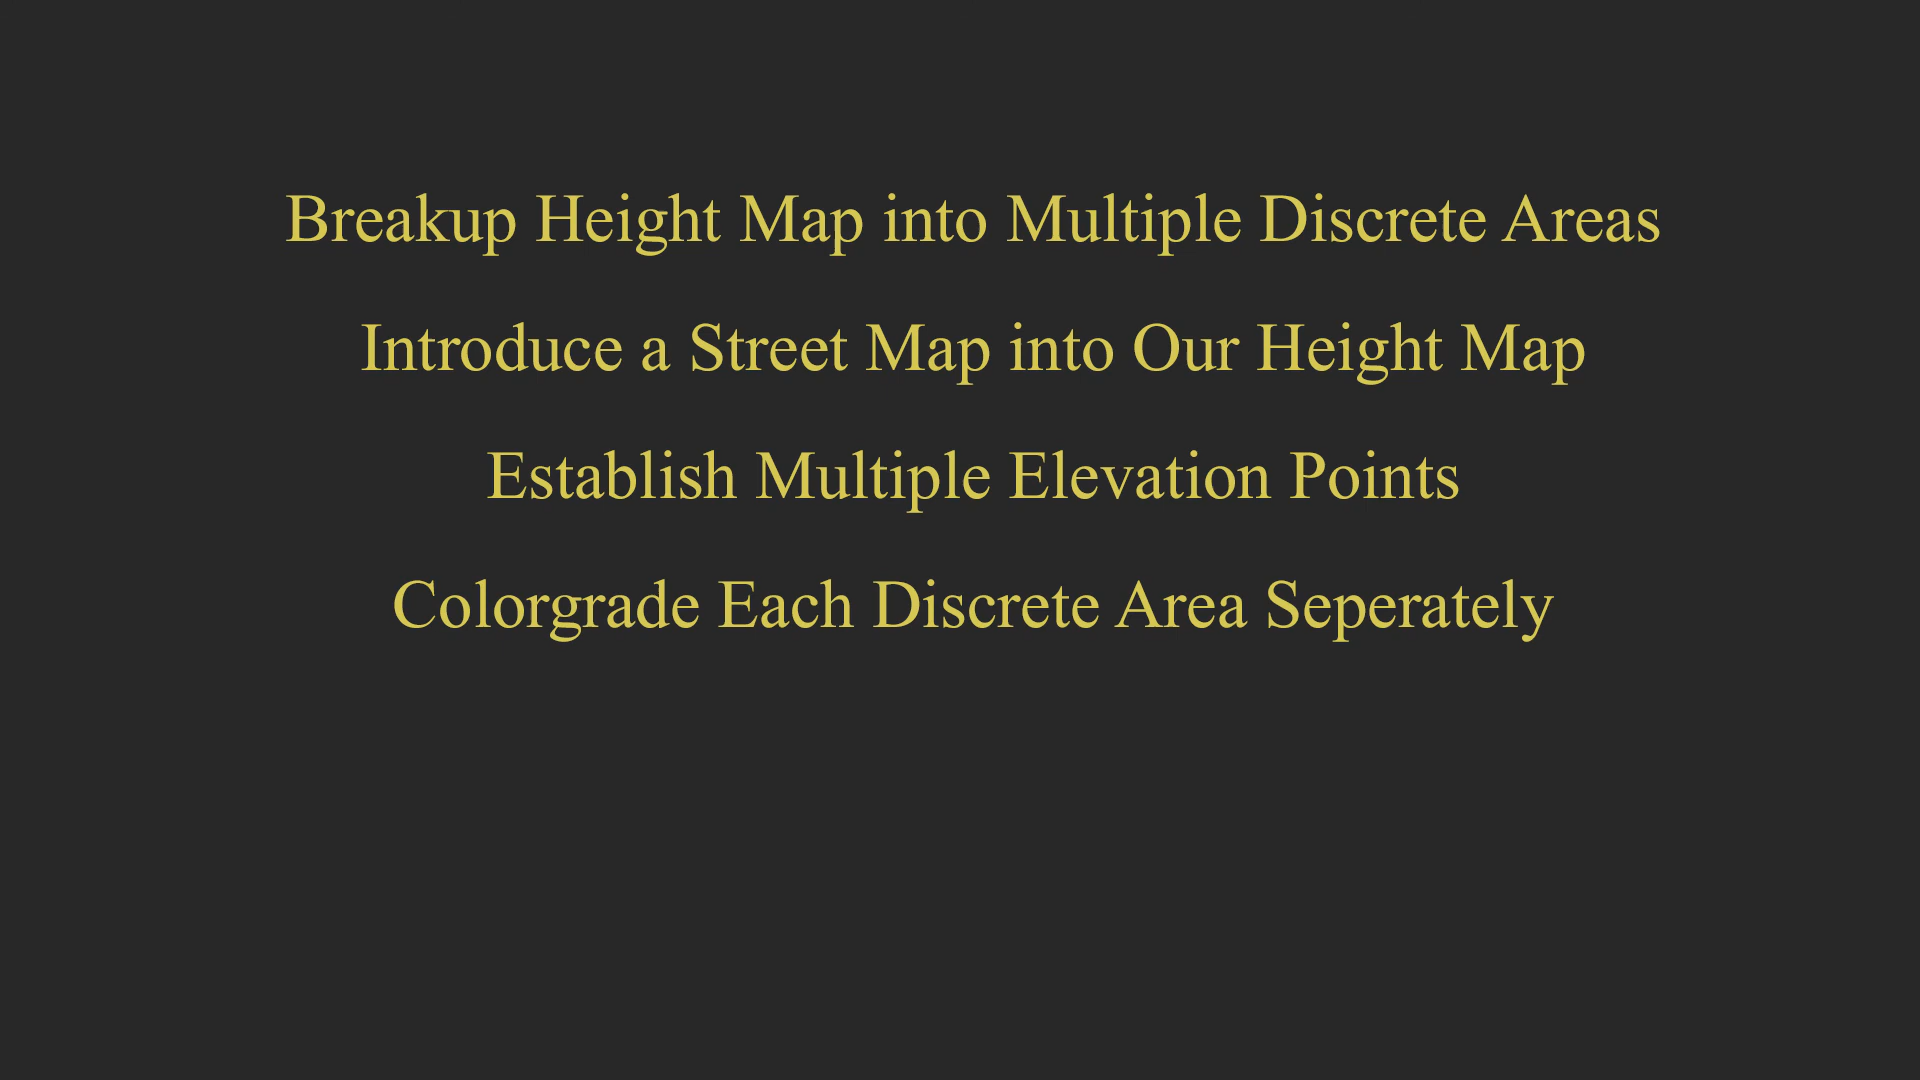 Breakup Height Map into Multiple Discrete Areas
Introduce a Street Map into Our Height Map
Establish Multiple Elevation Points
Colorgrade Each Discrete Area Seperately